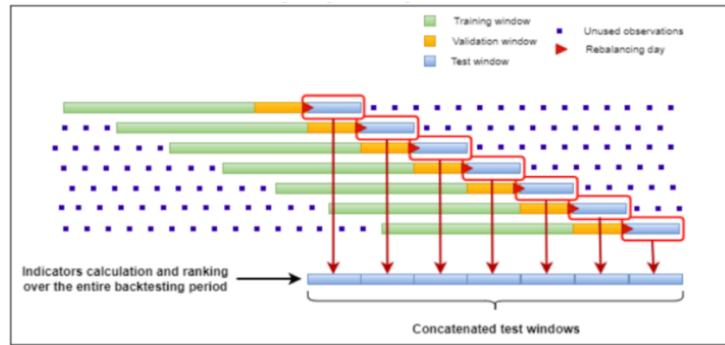 Training window
Validation window
Test window
Unused observations
Rebalancing day
Indicators calculation and ranking
over the entire backtesting period
Concatenated test windows